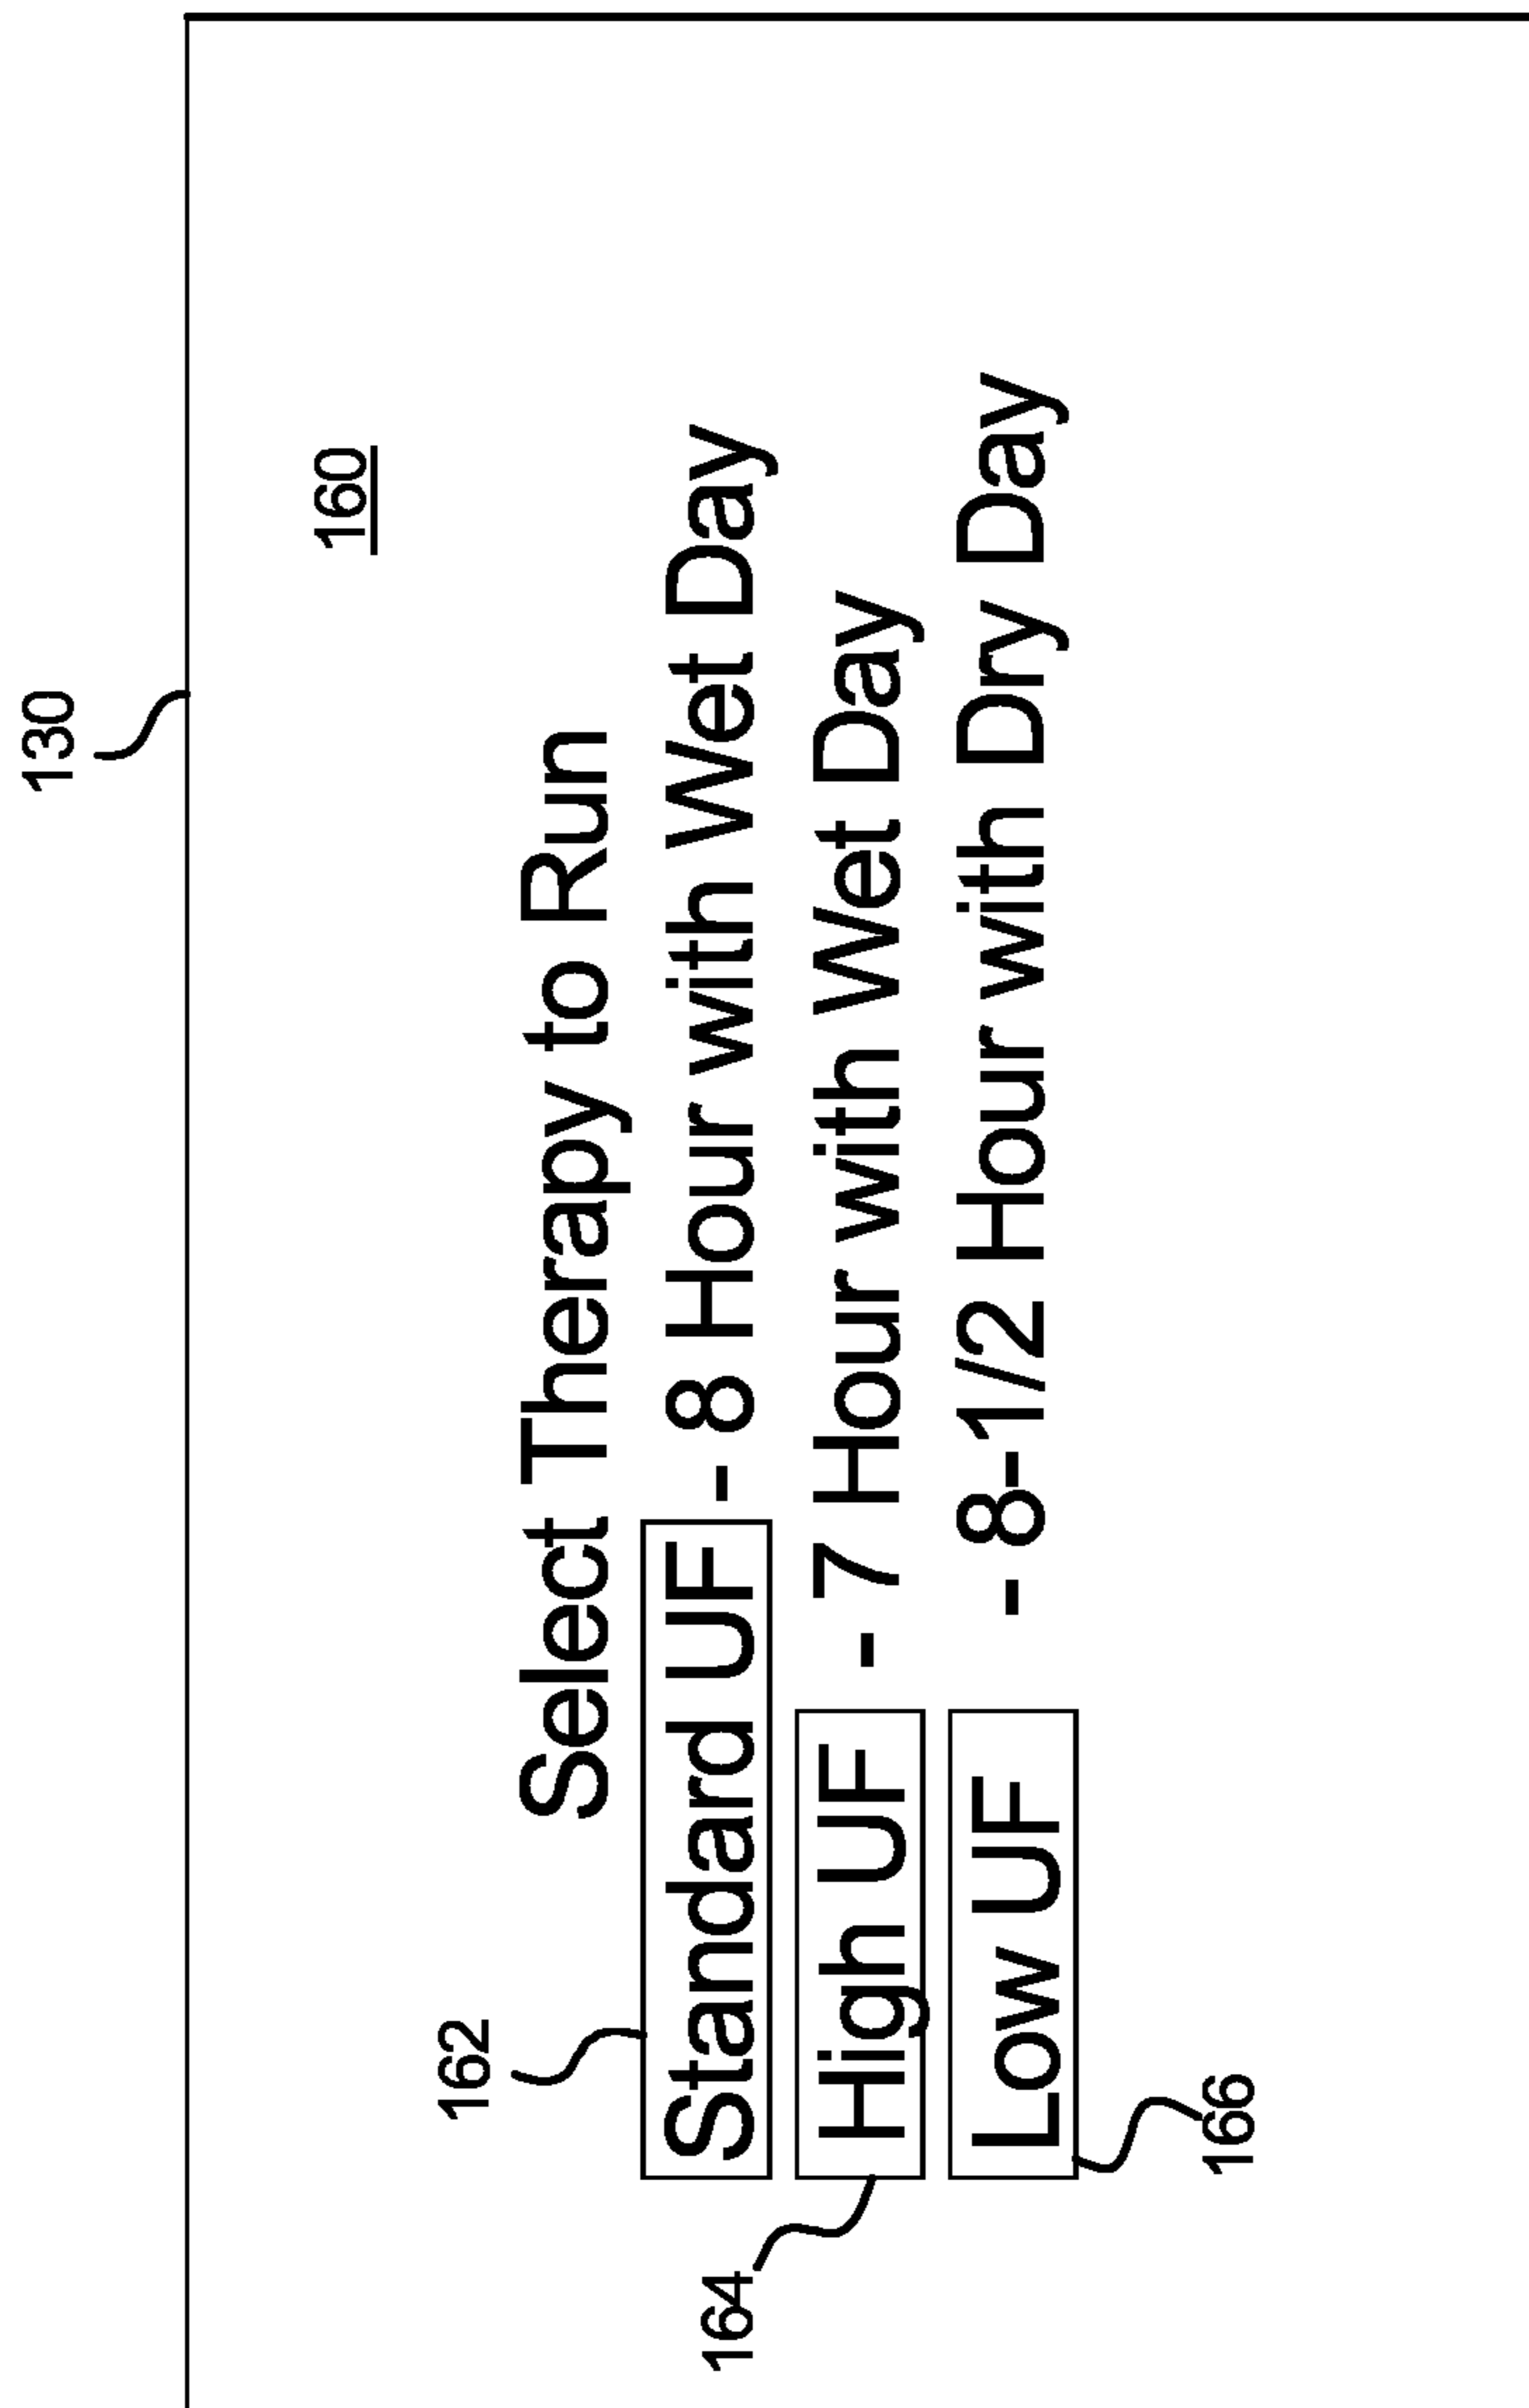 130
160
Select Therapy to Run
162
Standard UF - 8 Hour with Wet Day
164
High UF - 7 Hour with Wet Day
Low UF - 8-1/2 Hour with Dry Day
166